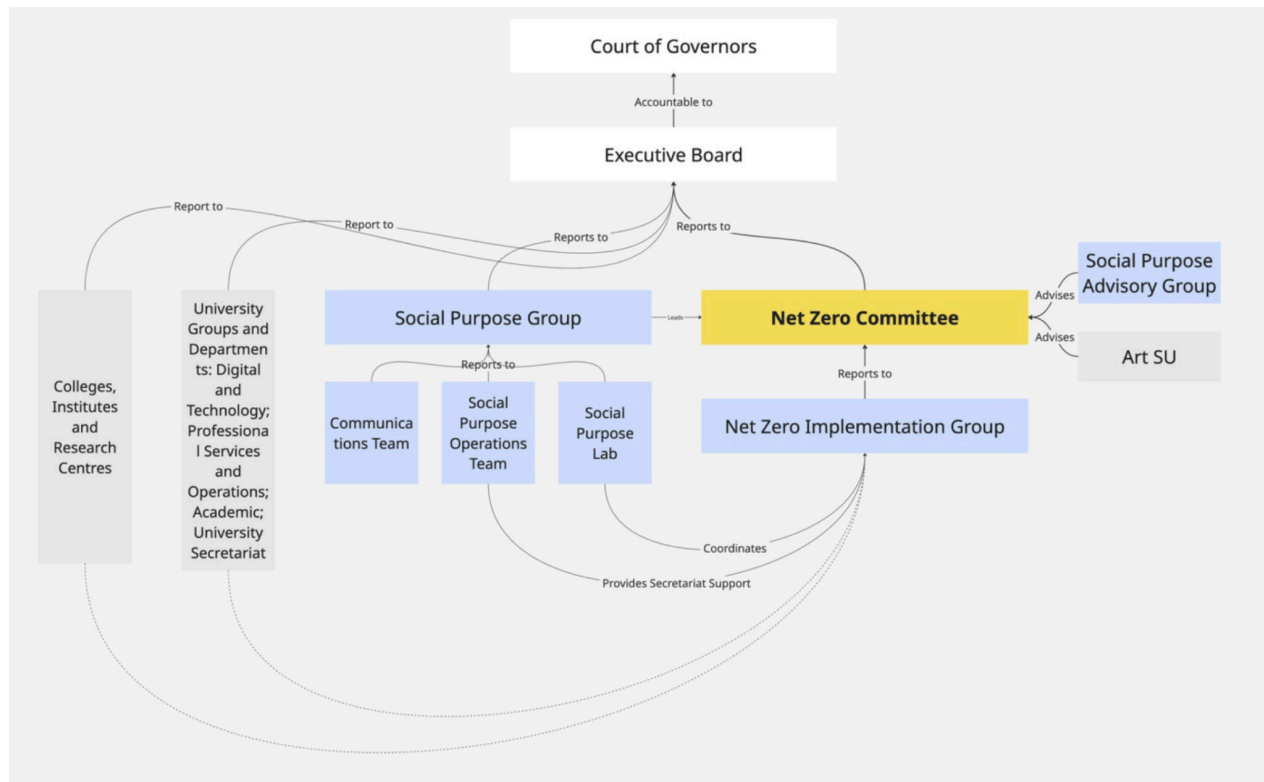 Court of Governors
Accountable to
Executive Board
Report to
Report to
Reports to
Reports to
Social Purpose
Advisory Group
Advises
Social Purpose Group
Leads
Net Zero Committee
Advises
Art SU
University
Groups and
Departmen
ts: Digital
and
Technology;
Professiona
l Services
and
Operations;
Academic;
University
Secretariat
Colleges,
Institutes
and
Research
Centres
Reports to
Reports to
Communica
tions Team
Social
Purpose
Operations
Team
Social
Purpose
Lab
Net Zero Implementation Group
Coordinates
Provides Secretariat Support